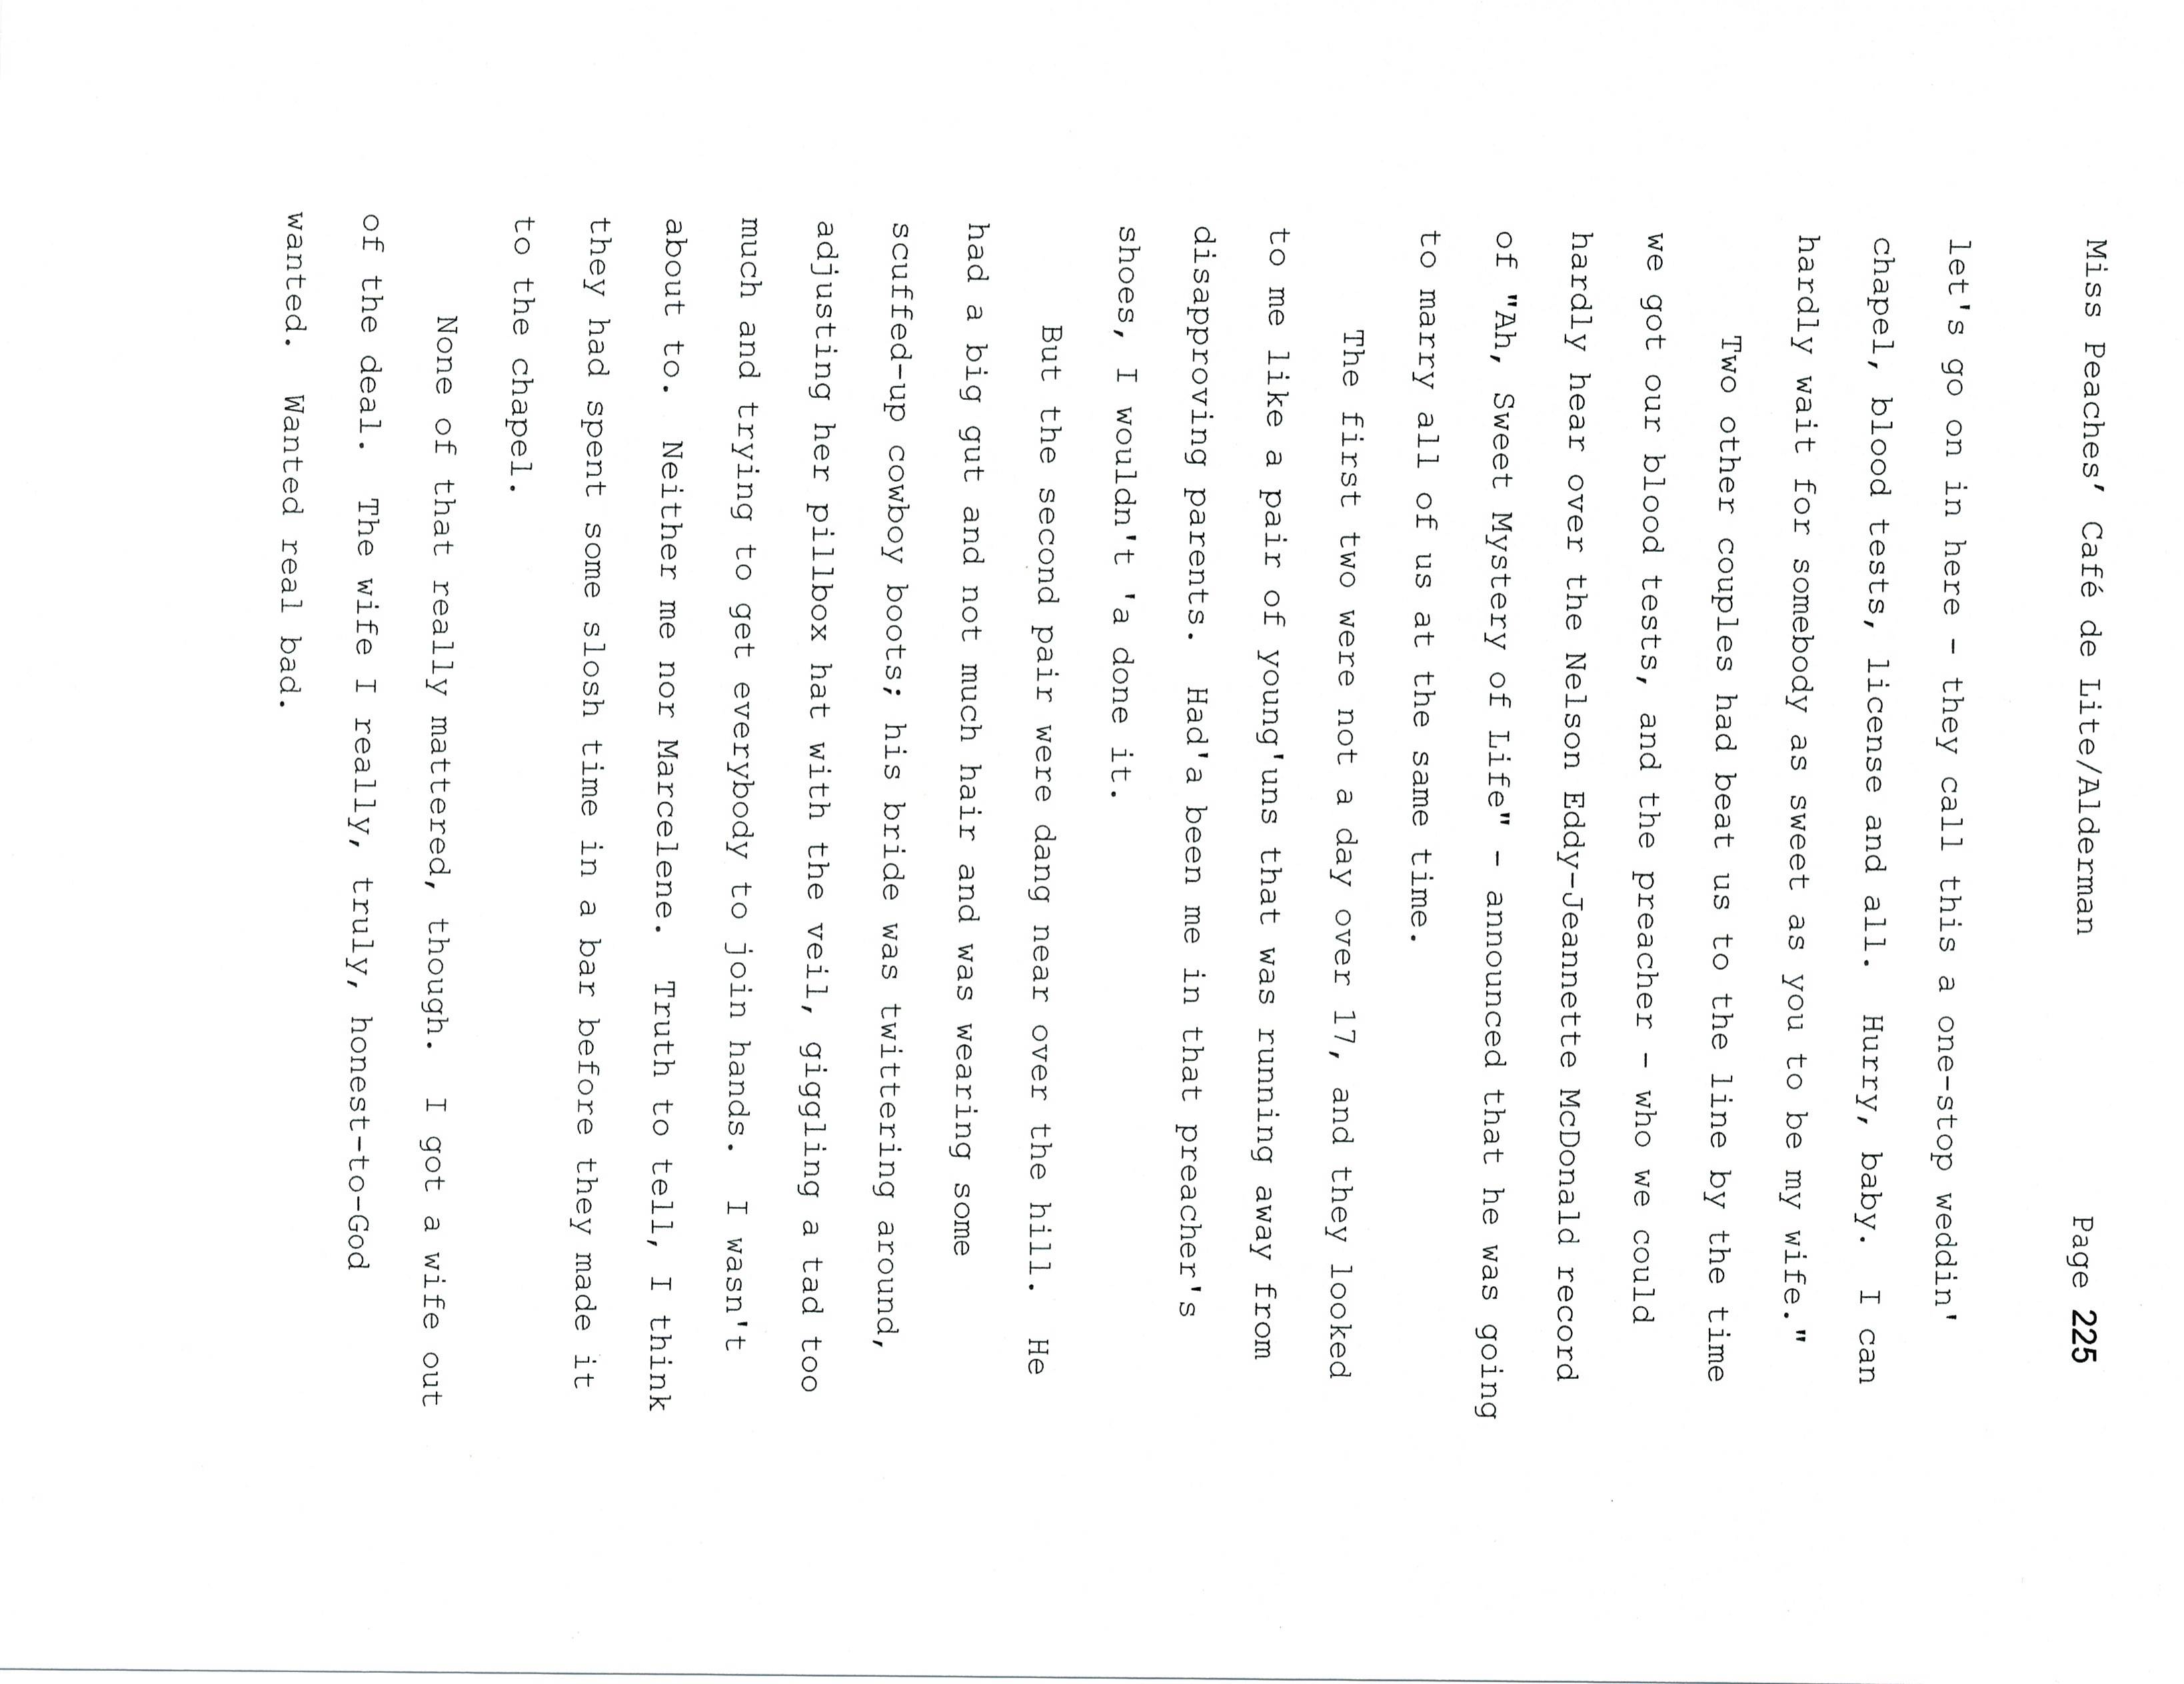 Miss Peaches’ Café de Lite/Alderman Page 225
let's go on in here – they call this a one-stop weddin'
chapel, blood tests, license and all. Hurry, baby. I can
hardly wait for somebody as sweet as you to be my wife."
Two other couples had beat us to the line by the time
we got our blood tests, and the preacher – who we could
hardly hear over the Nelson Eddy-Jeannette McDonald record
of "Ah, Sweet Mystery of Life" – announced that he was going
to marry all of us at the same time.
The first two were not a day over 17, and they looked
to me like a pair of young'uns that was running away from
disapproving parents. Had'a been me in that preacher's
shoes, I wouldn't 'a done it.
But the second pair were dang near over the hill. He
had a big gut and not much hair and was wearing some
scuffed-up cowboy boots; his bride was twittering around,
adjusting her pillbox hat with the veil, giggling a tad too
much and trying to get everybody to join hands. I wasn't
about to. Neither me nor Marcelene. Truth to tell, I think
they had spent some slosh time in a bar before they made it
to the chapel.
None of that really mattered, though. I got a wife out
of the deal. The wife I really, truly, honest-to-God
wanted. Wanted real bad.